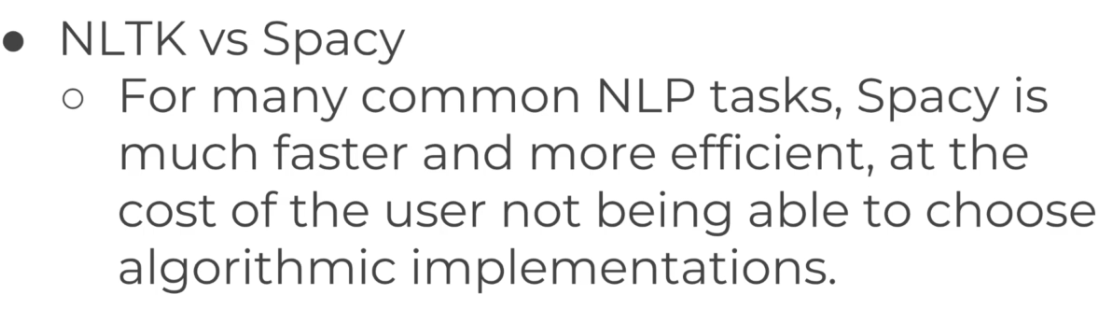 ● NLTK vs Spacy
○ For many common NLP tasks, Spacy is
much faster and more efficient, at the
cost of the user not being able to choose
algorithmic implementations.